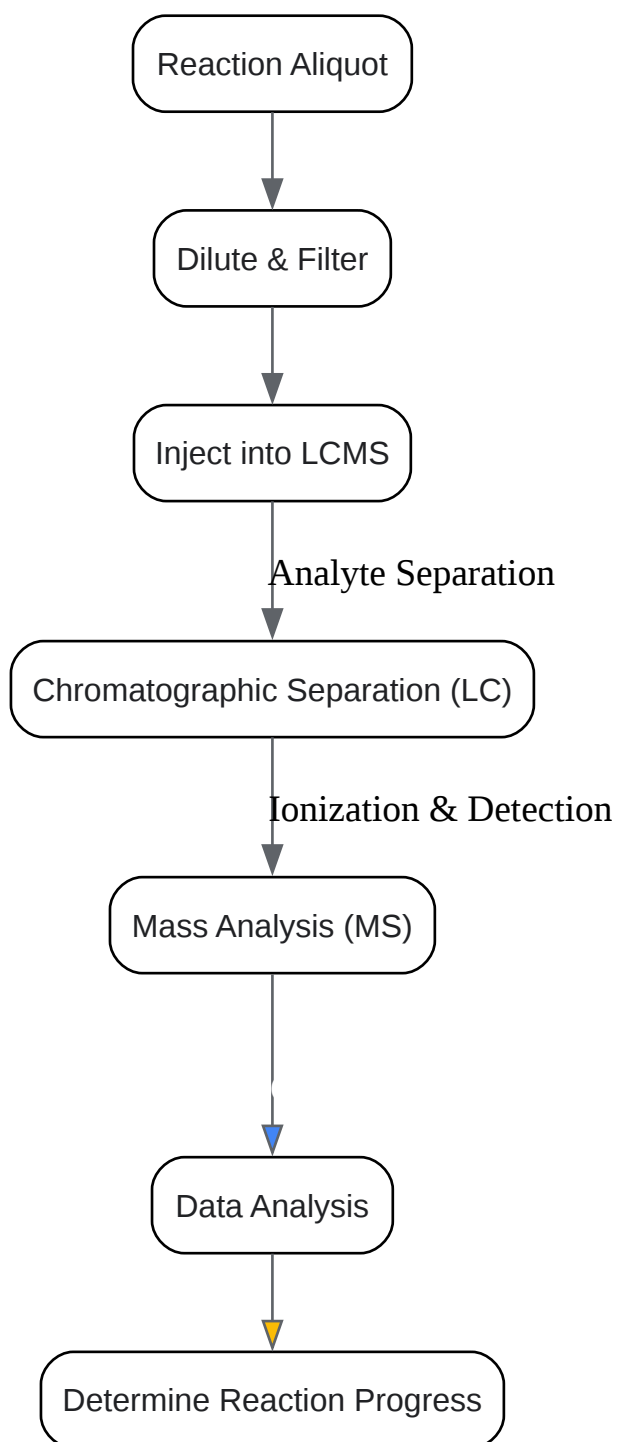 Reaction Aliquot
Dilute & Filter
Inject into LCMS
Analyte Separation
Chromatographic Separation (LC)
Ionization & Detection
Mass Analysis (MS)
Data Analysis
Determine Reaction Progress